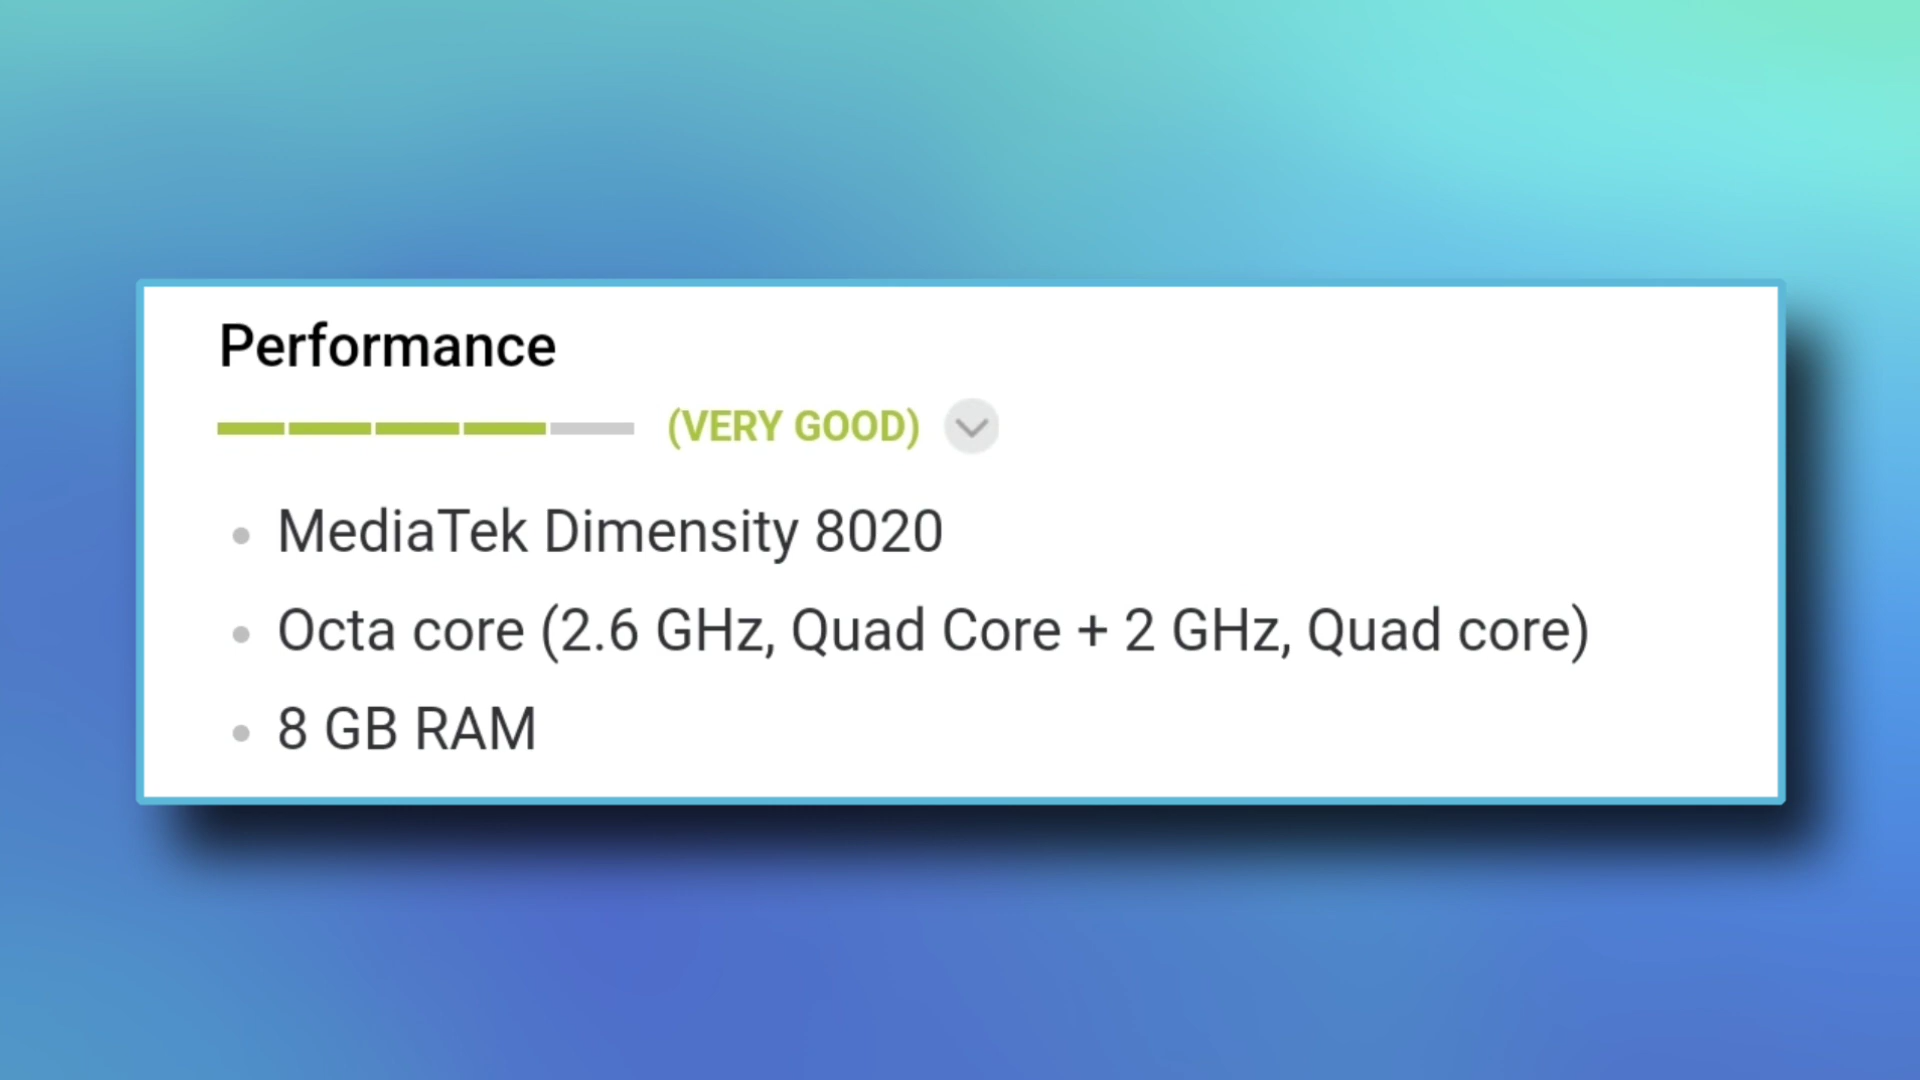 Performance
(VERY GOOD)
MediaTek Dimensity 8020
Octa core (2.6 GHz, Quad Core + 2 GHz, Quad core)
8 GB RAM